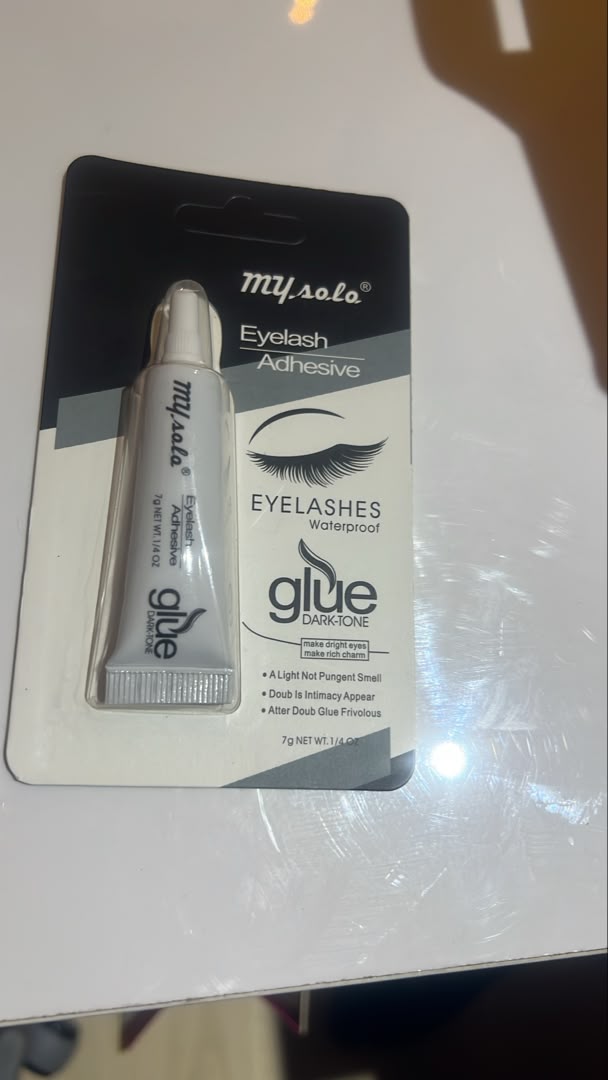 my.solo®
Eyelash
Adhesive
EYELASHES
Waterproof
glue
DARK-TONE
make dright eyes
make rich charm
• A Light Not Pungent Smell
• Doub Is Intimacy Appear
• Atter Doub Glue Frivolous
7g NET WT.1/4 OZ
my.solo®
Eyelash
Adhesive
7g NET WT.1/4 OZ
glue
DARK-TONE